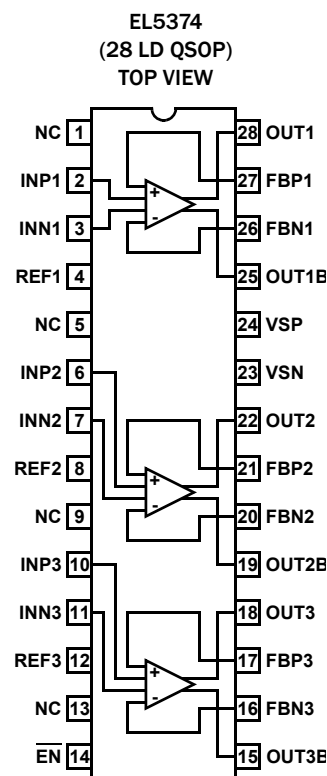 EL5374
(28 LD QSOP)
TOP VIEW
NC 1 28 OUT1
INP1 2 27 FBP1
INN1 3 26 FBN1
REF1 4 25 OUT1B
NC 5 24 VSP
INP2 6 23 VSN
INN2 7 22 OUT2
REF2 8 21 FBP2
NC 9 20 FBN2
INP3 10 19 OUT2B
INN3 11 18 OUT3
REF3 12 17 FBP3
NC 13 16 FBN3
EN 14 15 OUT3B
+
-
+
-
+
-